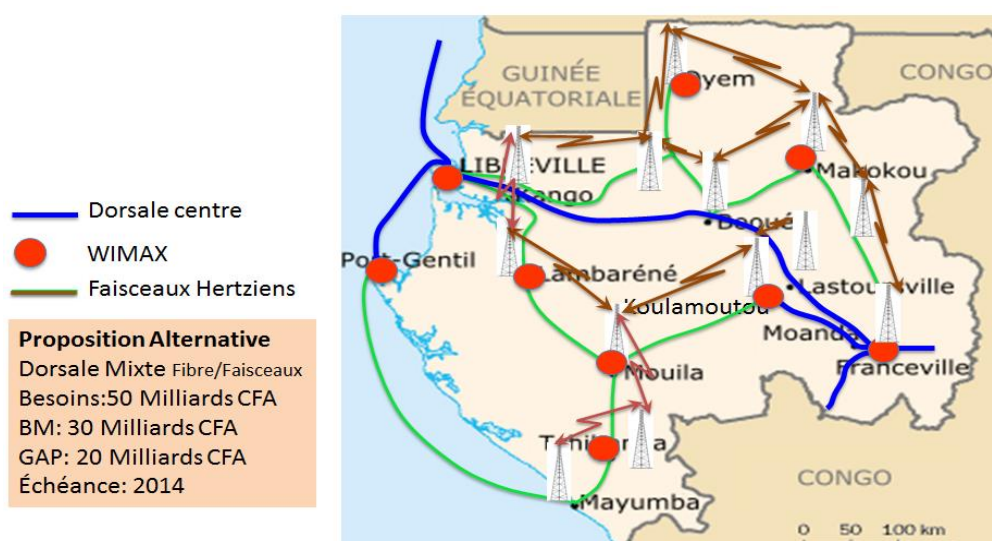 Dorsale centre
WIMAX
Faisceaux Hertziens
Proposition Alternative
Dorsale Mixte Fibre/Faisceaux
Besoins:50 Milliards CFA
BM: 30 Milliards CFA
GAP: 20 Milliards CFA
Échéance: 2014
GUINÉE
ÉQUATORIALE
CONGO
Oyem
LIBREVILLE
Kango
Makokou
Booué
Port-Gentil
Lambaréné
Lastoursville
Koulamoutou
Moanda
Franceville
Mouila
Mayumba
CONGO
0 50 100 km